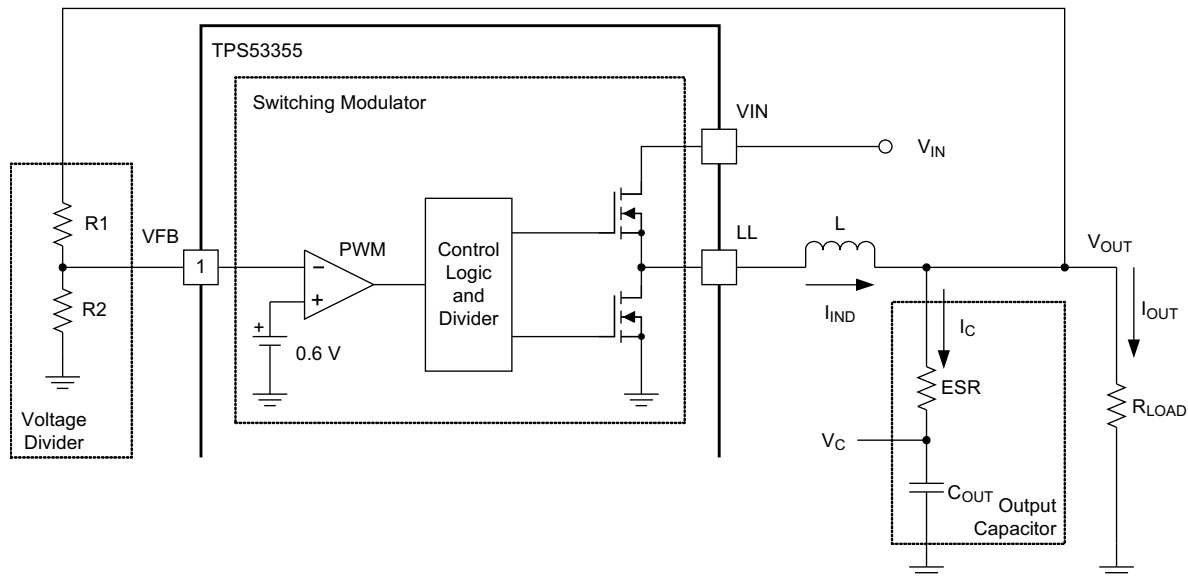 TPS53355
Switching Modulator
VIN
V_IN
R1
VFB
1
R2
PWM
−
+
+
0.6 V
Control
Logic
and
Divider
LL
L
V_OUT
I_IND
I_C
I_OUT
ESR
R_LOAD
V_C
C_OUT
Output
Capacitor
Voltage
Divider